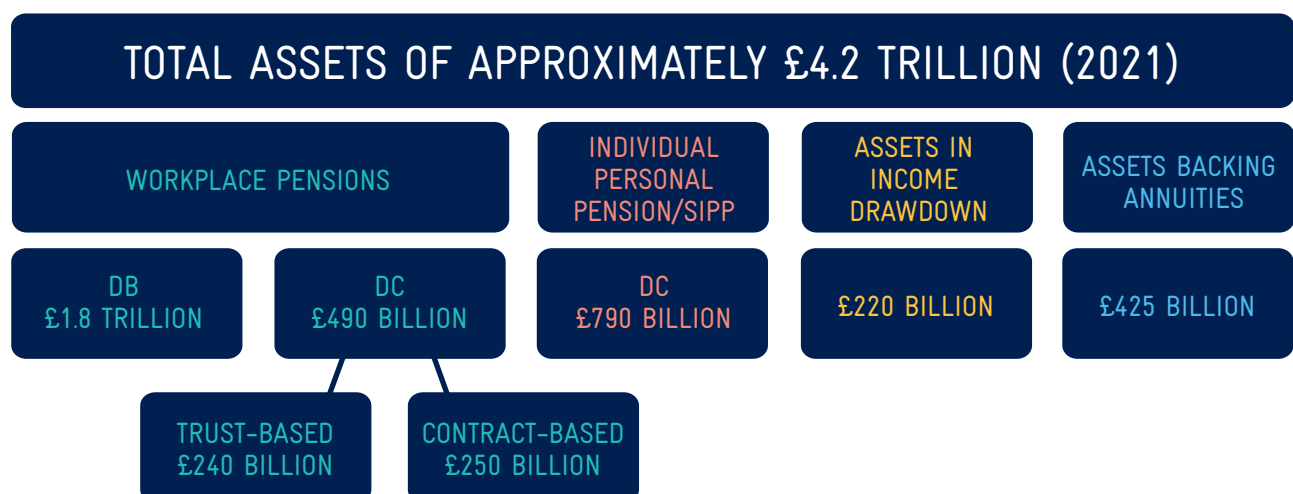 TOTAL ASSETS OF APPROXIMATELY £4.2 TRILLION (2021)
WORKPLACE PENSIONS
INDIVIDUAL
PERSONAL
PENSION/SIPP
ASSETS IN
INCOME
DRAWDOWN
ASSETS BACKING
ANNUITIES
DB
£1.8 TRILLION
DC
£490 BILLION
DC
£790 BILLION
£220 BILLION
£425 BILLION
TRUST-BASED
£240 BILLION
CONTRACT-BASED
£250 BILLION